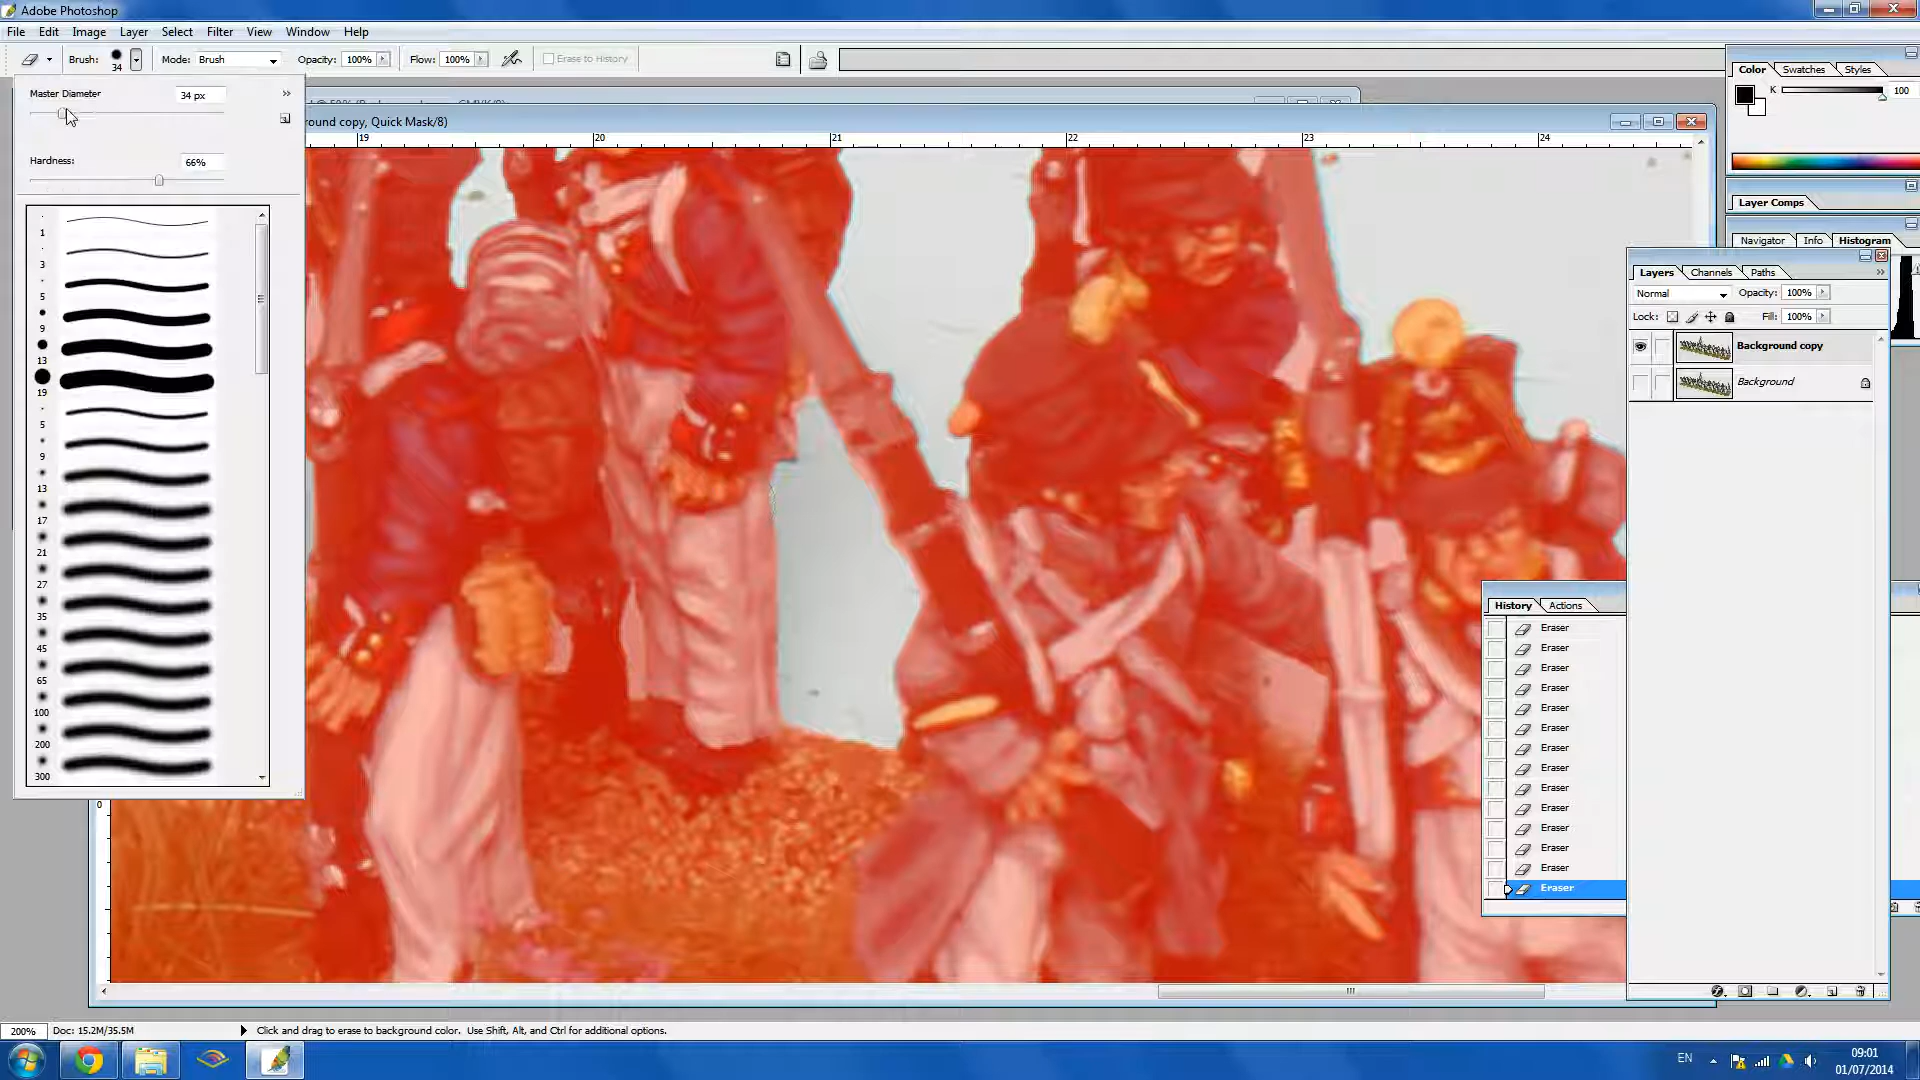 Adobe Photoshop
File Edit Image Layer Select Filter View Window Help
Brush: 34 Mode: Brush Opacity: 100% Flow: 100% Erase to History
Master Diameter 34 px
Hardness: 66%
1
3
5
9
13
19
5
9
13
17
21
27
35
45
65
100
200
300
ound copy, Quick Mask/8)
19 20 21 22 23 24
0
Color Swatches Styles
K 100
Layer Comps
Navigator Info Histogram
Layers Channels Paths
Normal Opacity: 100%
Lock: Fill: 100%
Background copy
Background
History Actions
Eraser
Eraser
Eraser
Eraser
Eraser
Eraser
Eraser
Eraser
Eraser
Eraser
Eraser
Eraser
Eraser
Eraser
200% Doc: 15.2M/35.5M Click and drag to erase to background color. Use Shift, Alt, and Ctrl for additional options.
EN 09:01
01/07/2014